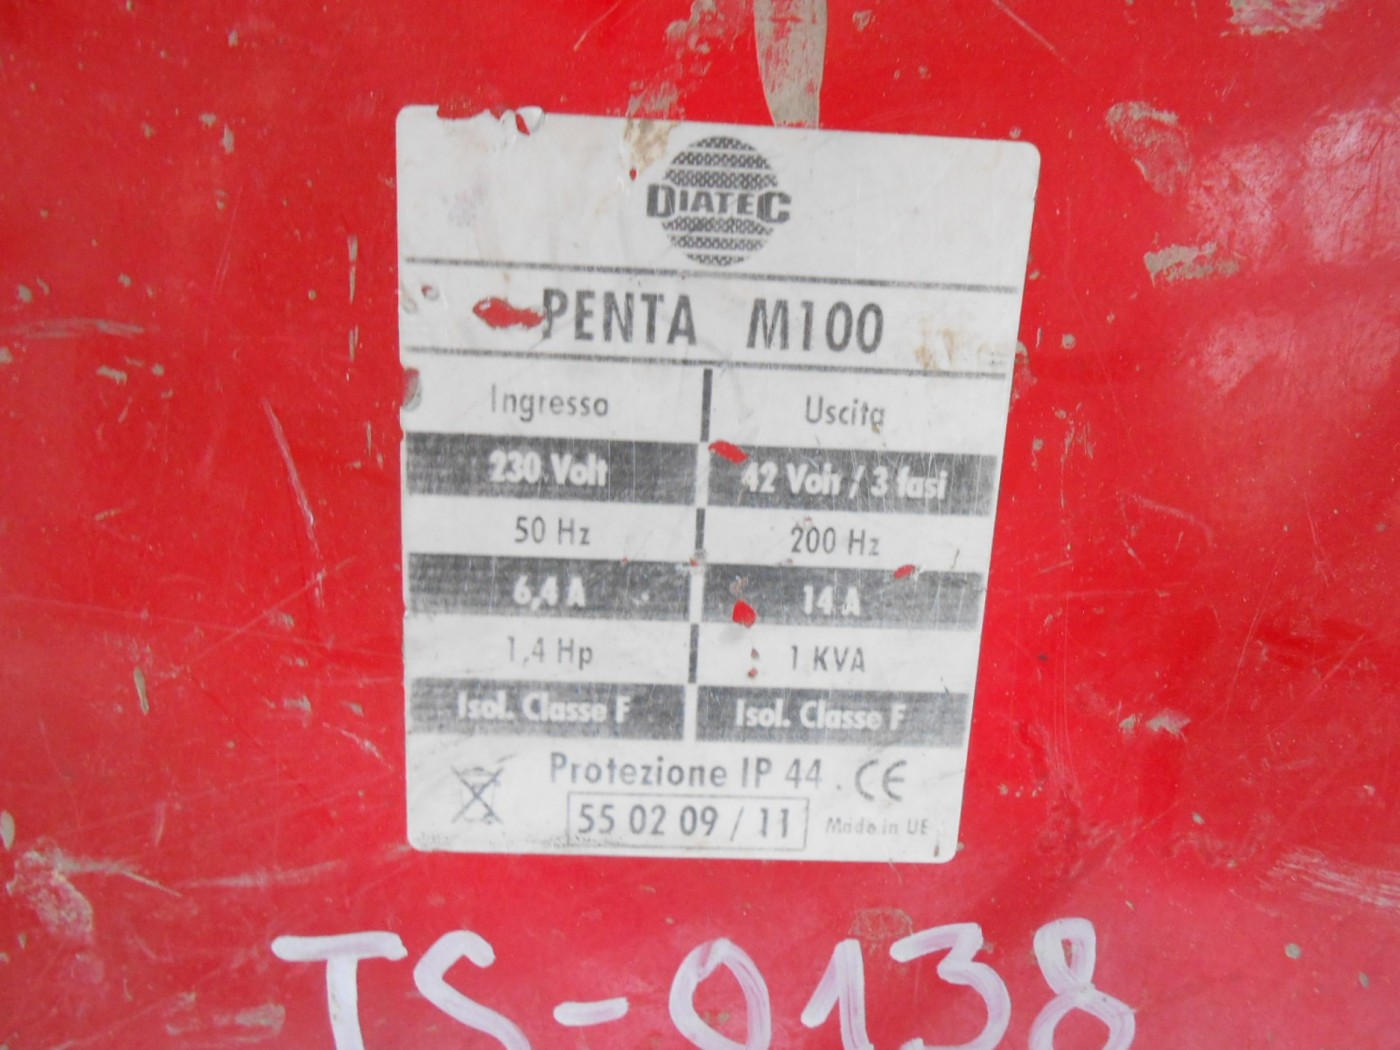 DIATEC
PENTA M100
Ingresso Uscita
230 Volt 42 Volt / 3 fasi
50 Hz 200 Hz
6,4 A 14 A
1,4 Hp 1 KVA
Isol. Classe F Isol. Classe F
Protezione IP 44 CE
55 02 09 / 11 Made in UE
TS-0138